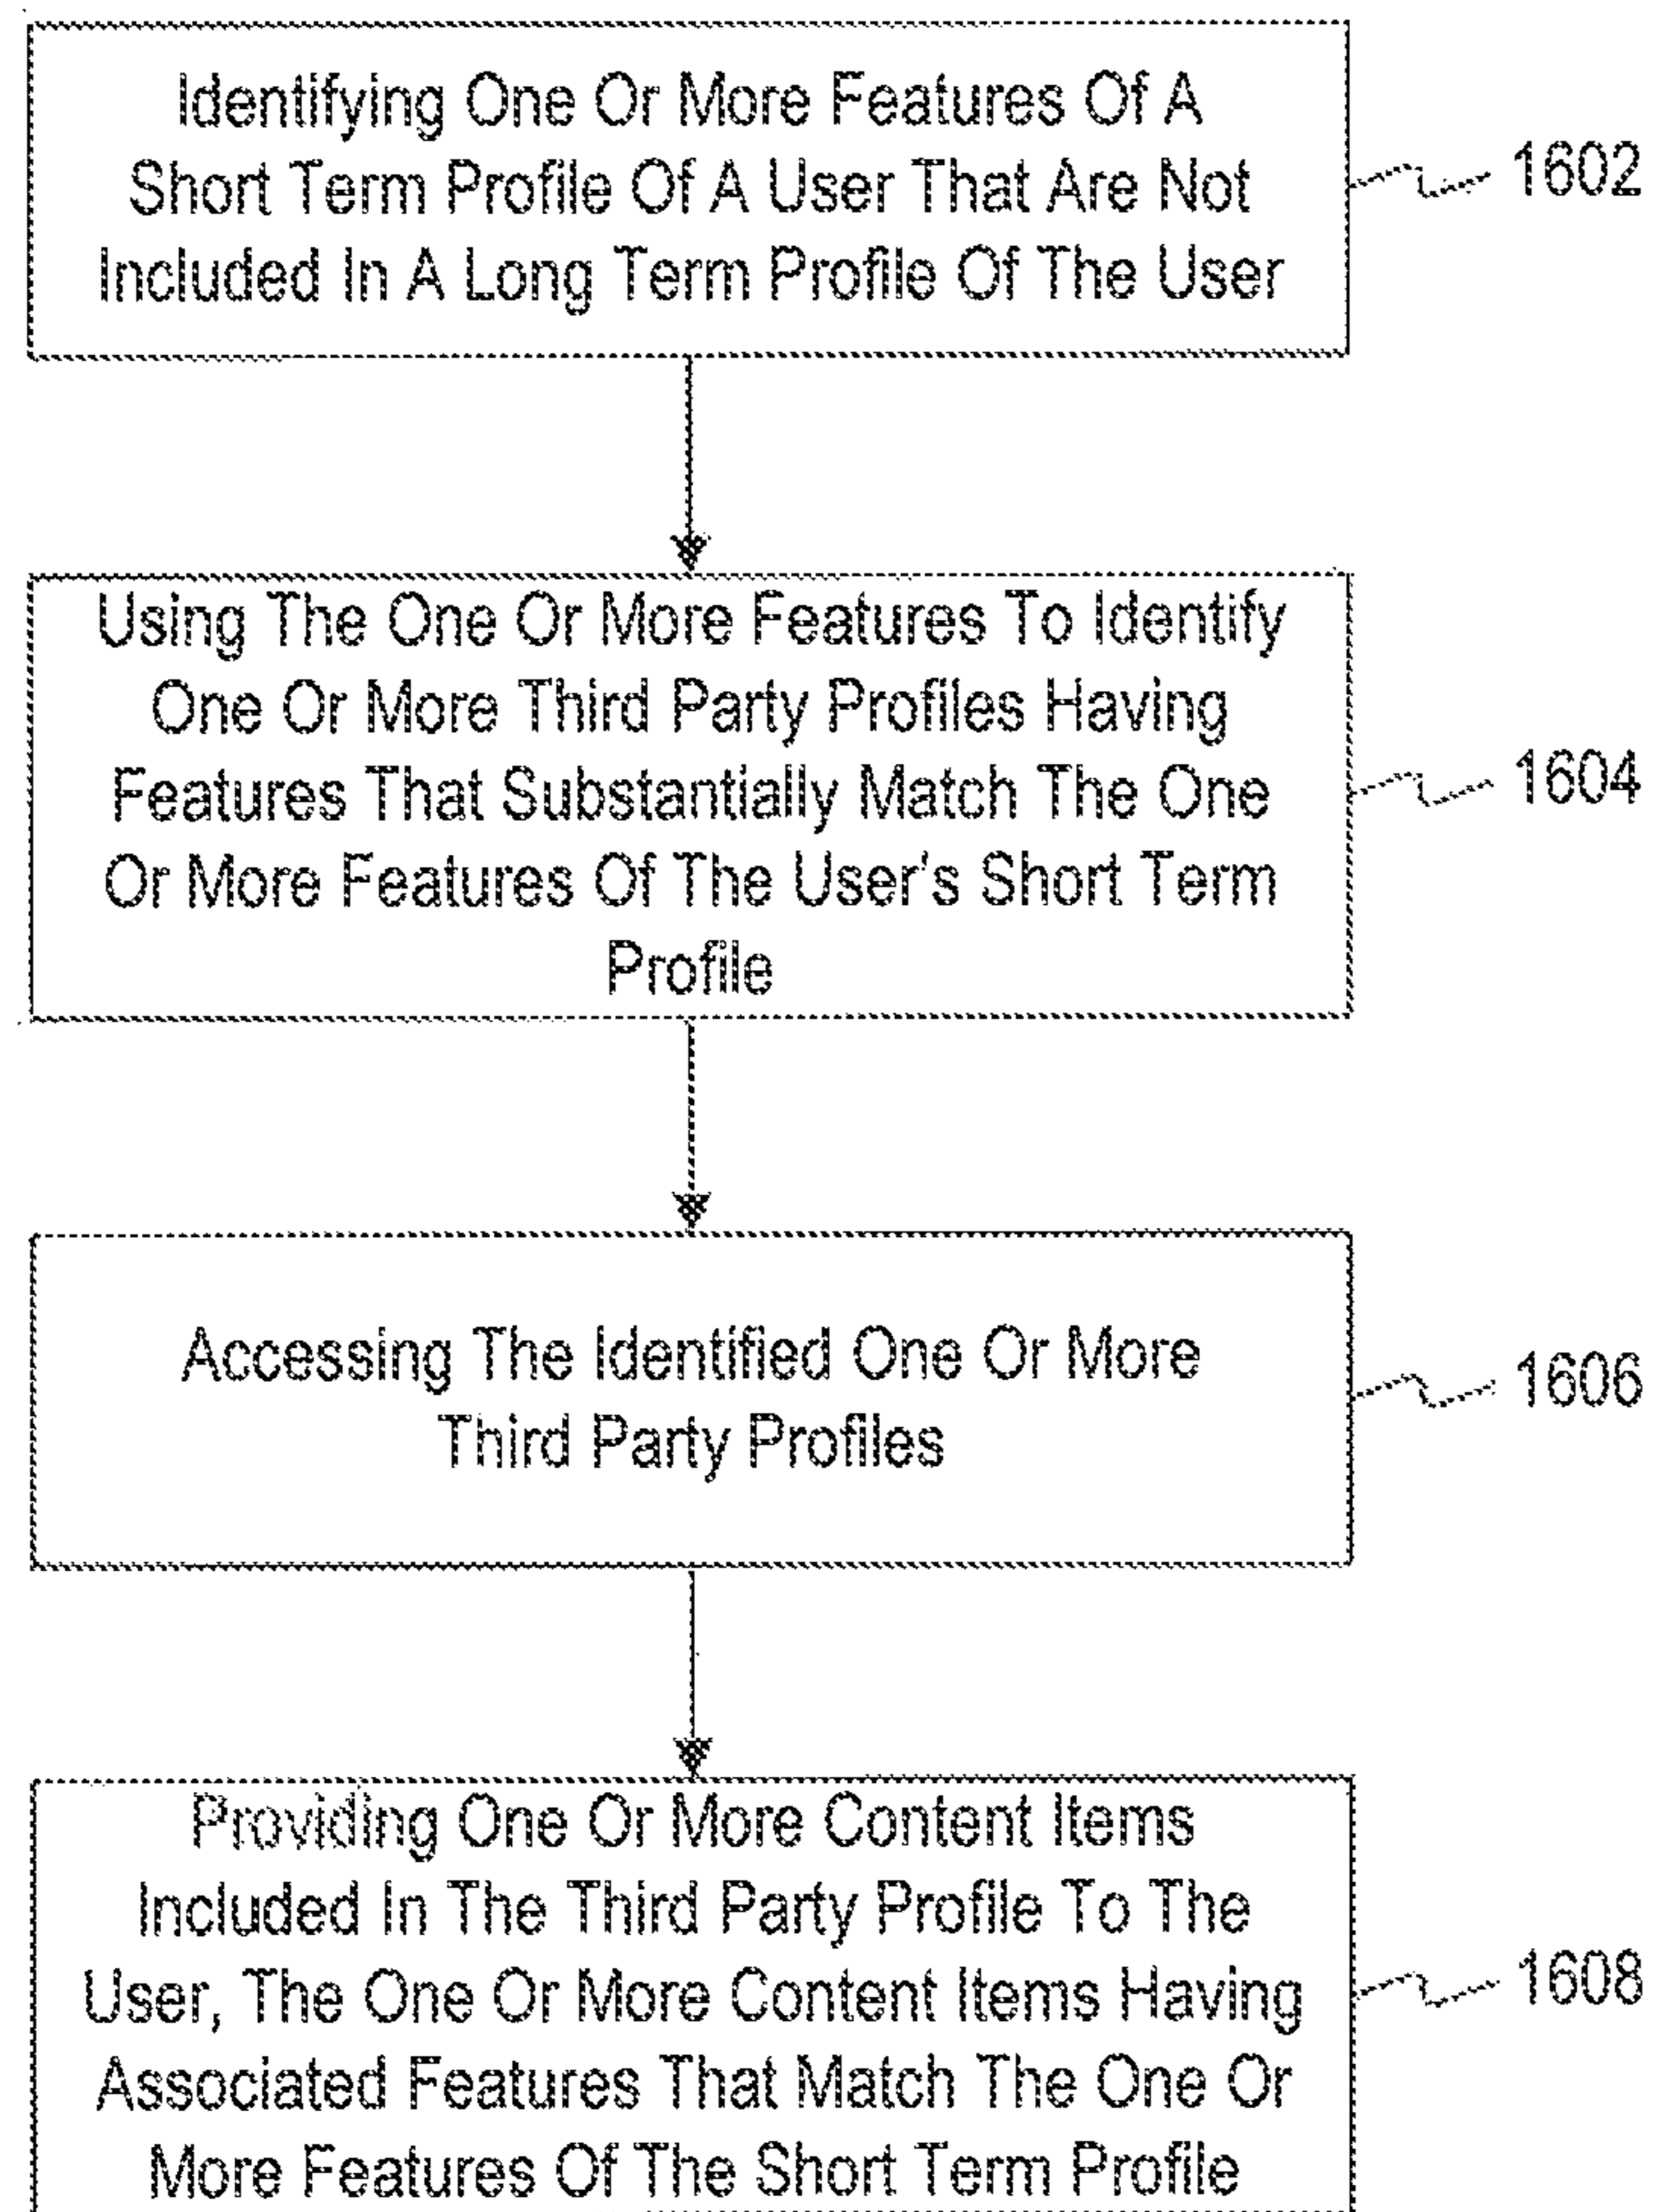 Identifying One Or More Features Of A
Short Term Profile Of A User That Are Not
Included In A Long Term Profile Of The User
1602
Using The One Or More Features To Identify
One Or More Third Party Profiles Having
Features That Substantially Match The One
Or More Features Of The User's Short Term
Profile
1604
Accessing The Identified One Or More
Third Party Profiles
1606
Providing One Or More Content Items
Included In The Third Party Profile To The
User, The One Or More Content Items Having
Associated Features That Match The One Or
More Features Of The Short Term Profile
1608